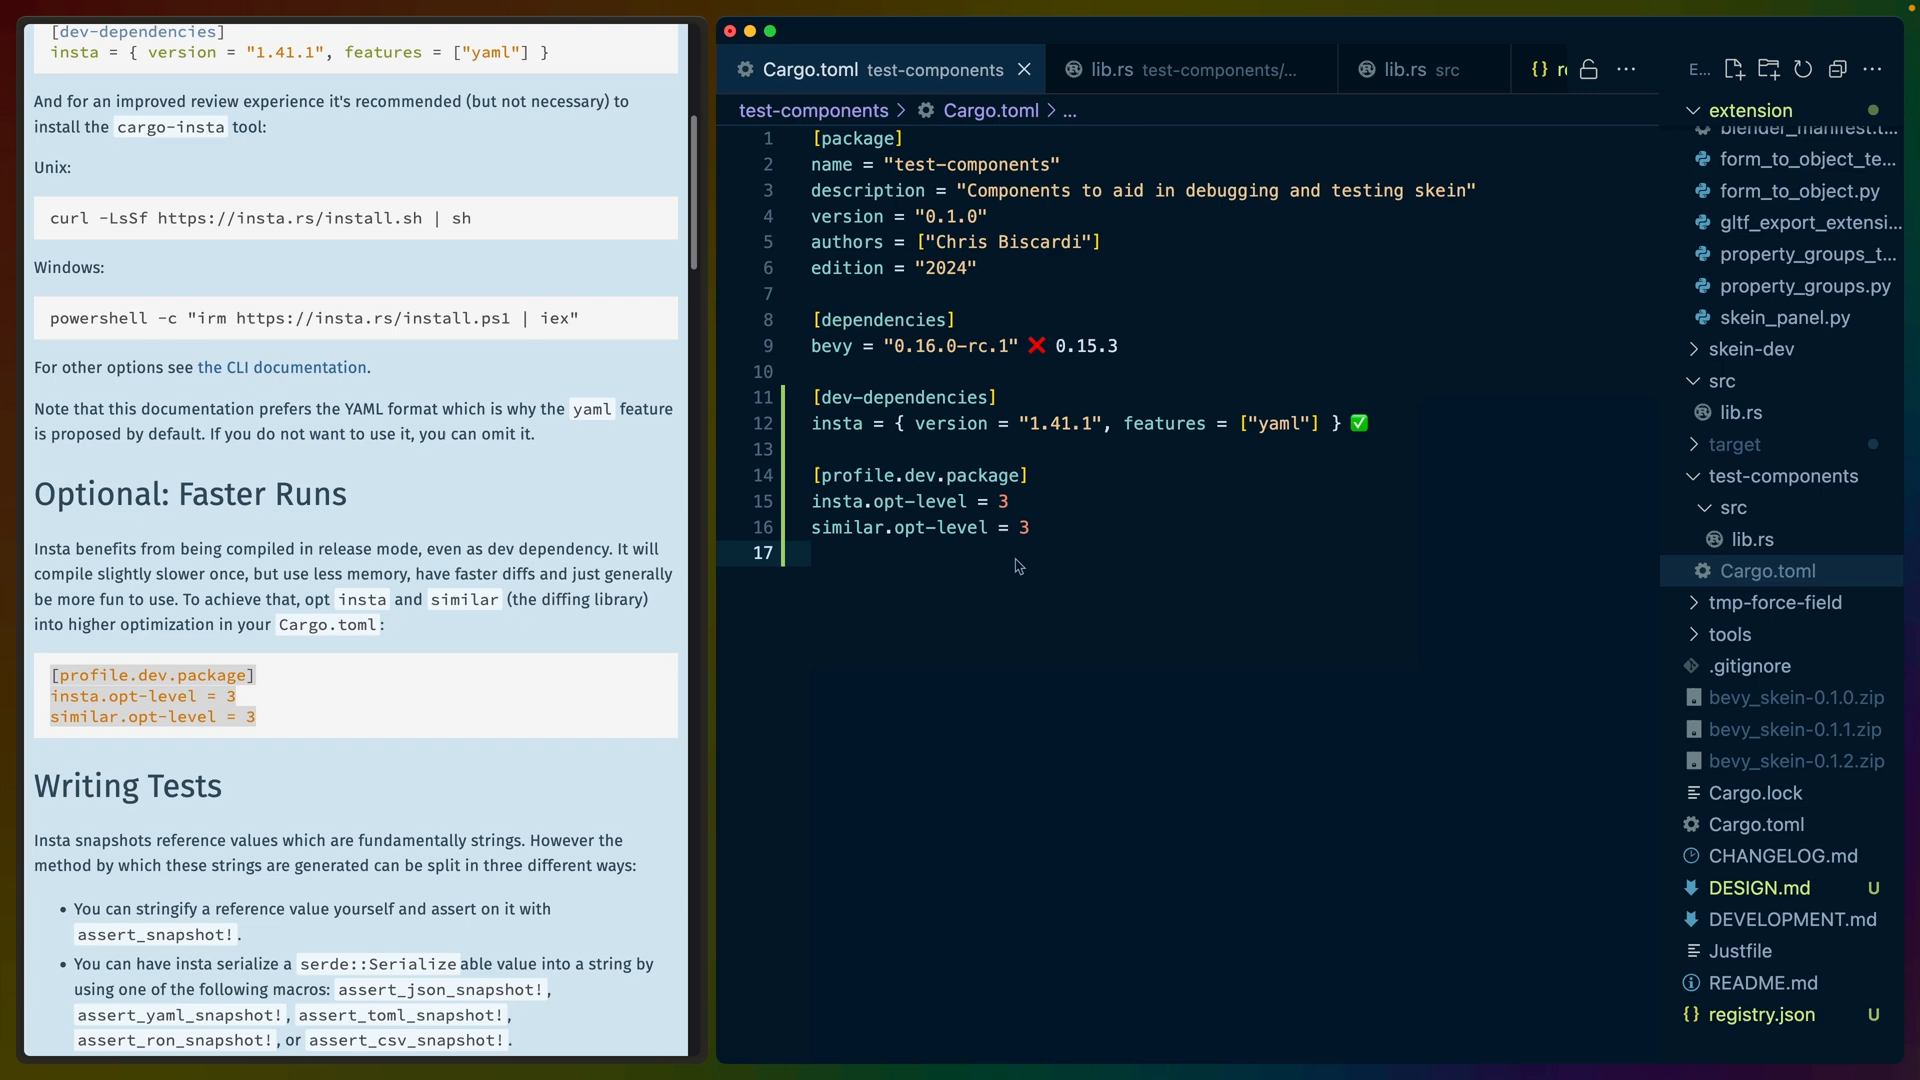 [dev-dependencies]
insta = { version = "1.41.1", features = ["yaml"] }
And for an improved review experience it's recommended (but not necessary) to
install the cargo-insta tool:
Unix:
curl -LsSf https://insta.rs/install.sh | sh
Windows:
powershell -c "irm https://insta.rs/install.ps1 | iex"
For other options see the CLI documentation.
Note that this documentation prefers the YAML format which is why the yaml feature
is proposed by default. If you do not want to use it, you can omit it.
Optional: Faster Runs
Insta benefits from being compiled in release mode, even as dev dependency. It will
compile slightly slower once, but use less memory, have faster diffs and just generally
be more fun to use. To achieve that, opt insta and similar (the diffing library)
into higher optimization in your Cargo.toml:
[profile.dev.package]
insta.opt-level = 3
similar.opt-level = 3
Writing Tests
Insta snapshots reference values which are fundamentally strings. However the
method by which these strings are generated can be split in three different ways:
• You can stringify a reference value yourself and assert on it with
assert_snapshot!.
• You can have insta serialize a serde::Serializeable value into a string by
using one of the following macros: assert_json_snapshot!,
assert_yaml_snapshot!, assert_toml_snapshot!,
assert_ron_snapshot!, or assert_csv_snapshot!.
Cargo.toml test-components
lib.rs test-components/...
lib.rs src
{} r
test-components > Cargo.toml > ...
1 [package]
2 name = "test-components"
3 description = "Components to aid in debugging and testing skein"
4 version = "0.1.0"
5 authors = ["Chris Biscardi"]
6 edition = "2024"
7
8 [dependencies]
9 bevy = "0.16.0-rc.1" ❌ 0.15.3
10
11 [dev-dependencies]
12 insta = { version = "1.41.1", features = ["yaml"] } ✅
13
14 [profile.dev.package]
15 insta.opt-level = 3
16 similar.opt-level = 3
17
E...
extension
blender_manifest.t...
form_to_object_te...
form_to_object.py
gltf_export_extensi...
property_groups_t...
property_groups.py
skein_panel.py
skein-dev
src
lib.rs
target
test-components
src
lib.rs
Cargo.toml
tmp-force-field
tools
.gitignore
bevy_skein-0.1.0.zip
bevy_skein-0.1.1.zip
bevy_skein-0.1.2.zip
Cargo.lock
Cargo.toml
CHANGELOG.md
DESIGN.md U
DEVELOPMENT.md
Justfile
README.md
{} registry.json U